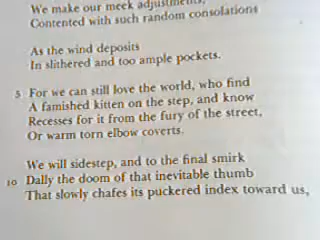 We make our meek adjustments,
Contented with such random consolations
As the wind deposits
In slithered and too ample pockets.
5 For we can still love the world, who find
A famished kitten on the step, and know
Recesses for it from the fury of the street,
Or warm torn elbow coverts.
We will sidestep, and to the final smirk
10 Dally the doom of that inevitable thumb
That slowly chafes its puckered index toward us,